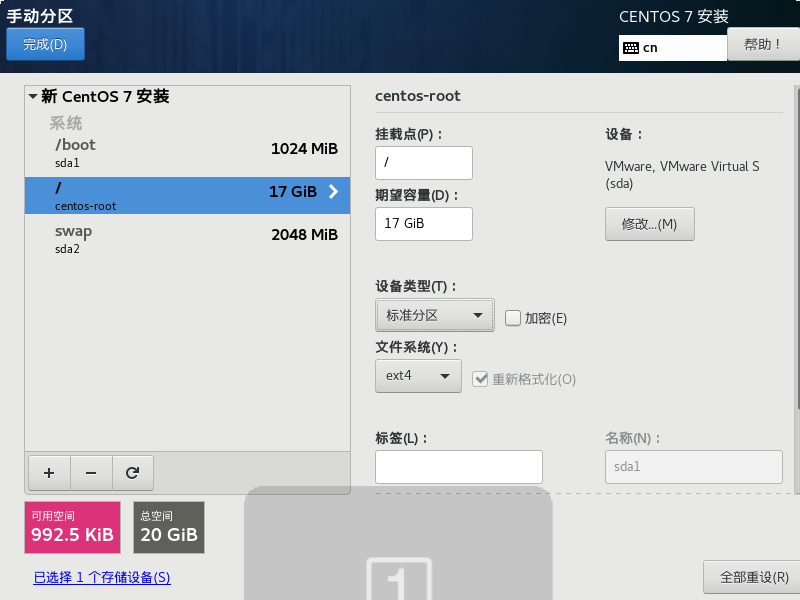 手动分区
CENTOS 7 安装
完成(D)
cn
帮助！
新 CentOS 7 安装
系统
/boot
1024 MiB
sda1
/
17 GiB
centos-root
swap
2048 MiB
sda2
centos-root
挂载点(P)：
/
期望容量(D)：
17 GiB
设备：
VMware, VMware Virtual S
(sda)
修改...(M)
设备类型(T)：
标准分区
加密(E)
文件系统(Y)：
ext4
重新格式化(O)
标签(L)：
名称(N)：
sda1
+ −
可用空间
992.5 KiB
总空间
20 GiB
已选择 1 个存储设备(S)
1
全部重设(R)